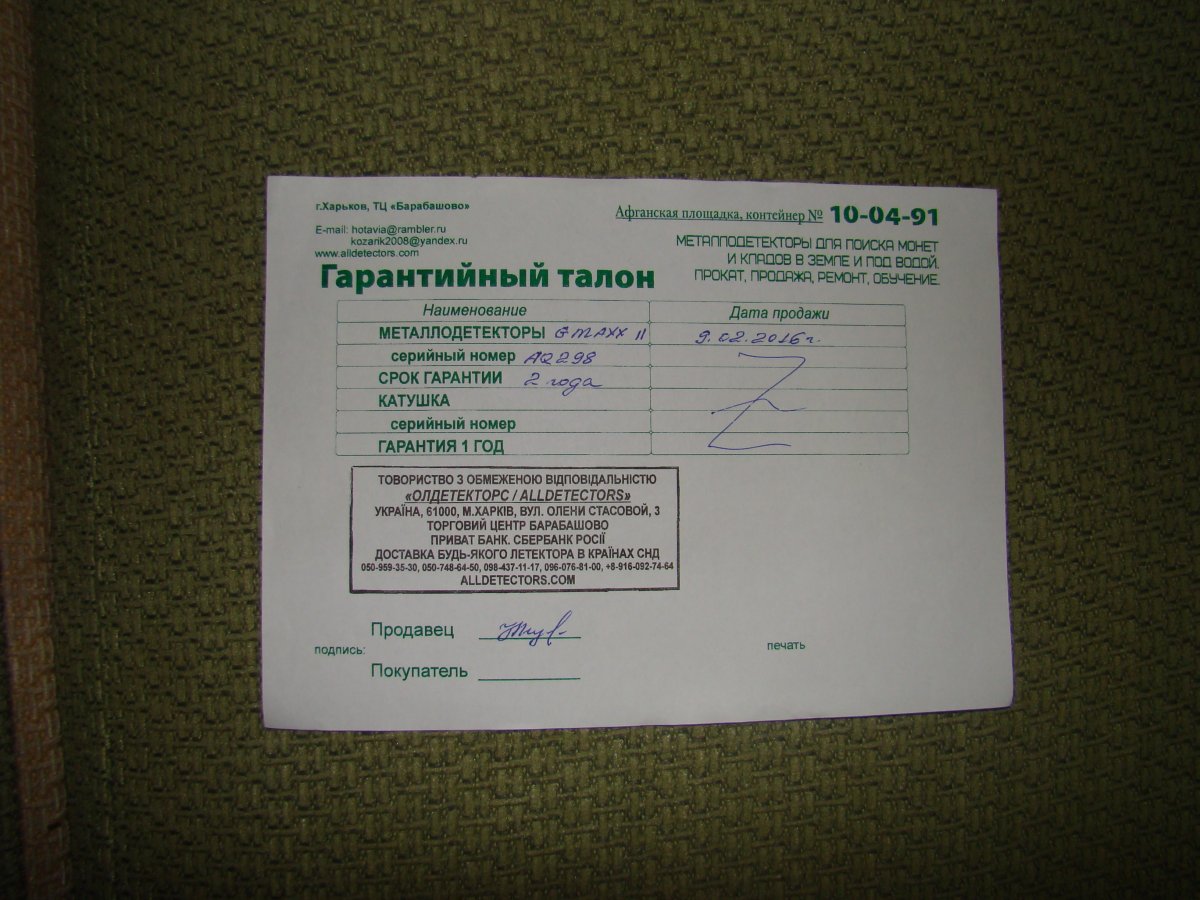 г.Харьков, ТЦ «Барабашово»
Афганская площадка, контейнер № 10-04-91
E-mail: hotavia@rambler.ru
kozarik2008@yandex.ru
www.alldetectors.com
МЕТАЛЛОДЕТЕКТОРЫ ДЛЯ ПОИСКА МОНЕТ
И КЛАДОВ В ЗЕМЛЕ И ПОД ВОДОЙ.
ПРОКАТ, ПРОДАЖА, РЕМОНТ, ОБУЧЕНИЕ.
Гарантийный талон
Наименование Дата продажи
МЕТАЛЛОДЕТЕКТОРЫ GMAXX II 9.02.2016г.
серийный номер AQ298
СРОК ГАРАНТИИ 2 года
КАТУШКА
серийный номер
ГАРАНТИЯ 1 ГОД
ТОВОРИСТВО З ОБМЕЖЕНОЮ ВІДПОВІДАЛЬНІСТЮ
«ОЛДЕТЕКТОРС / ALLDETECTORS»
УКРАЇНА, 61000, М.ХАРКІВ, ВУЛ. ОЛЕНИ СТАСОВОЙ, 3
ТОРГОВИЙ ЦЕНТР БАРАБАШОВО
ПРИВАТ БАНК. СБЕРБАНК РОСІЇ
ДОСТАВКА БУДЬ-ЯКОГО ЛЕТЕКТОРА В КРАЇНАХ СНД
050-959-35-30, 050-748-64-50, 098-437-11-17, 096-076-81-00, +8-916-092-74-64
ALLDETECTORS.COM
Продавец
подпись:
печать
Покупатель